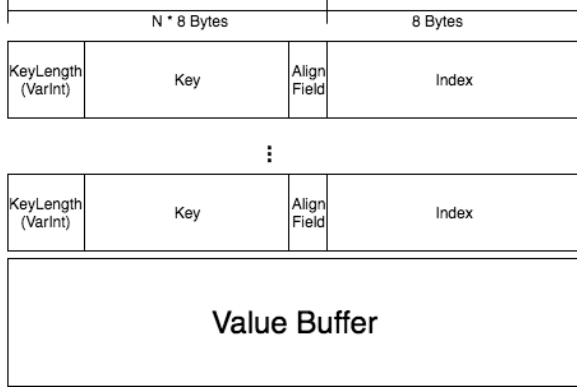 N * 8 Bytes 8 Bytes
KeyLength
(VarInt)
Key
Align
Field
Index
⋮
KeyLength
(VarInt)
Key
Align
Field
Index
Value Buffer